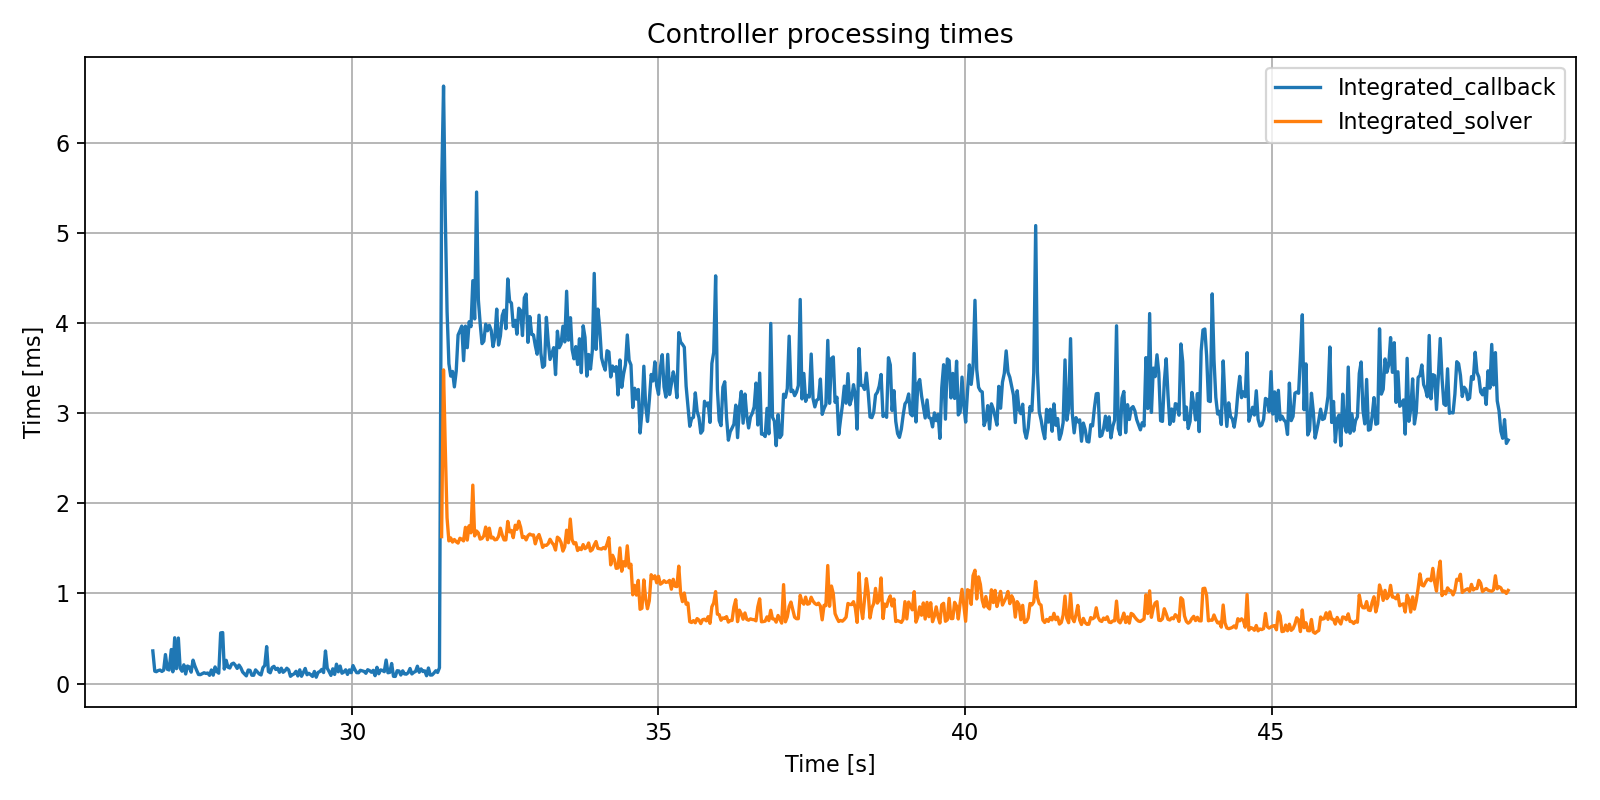 Controller processing times
Integrated_callback
Integrated_solver
Time [ms]
6
5
4
3
2
1
0
30
35
40
45
Time [s]